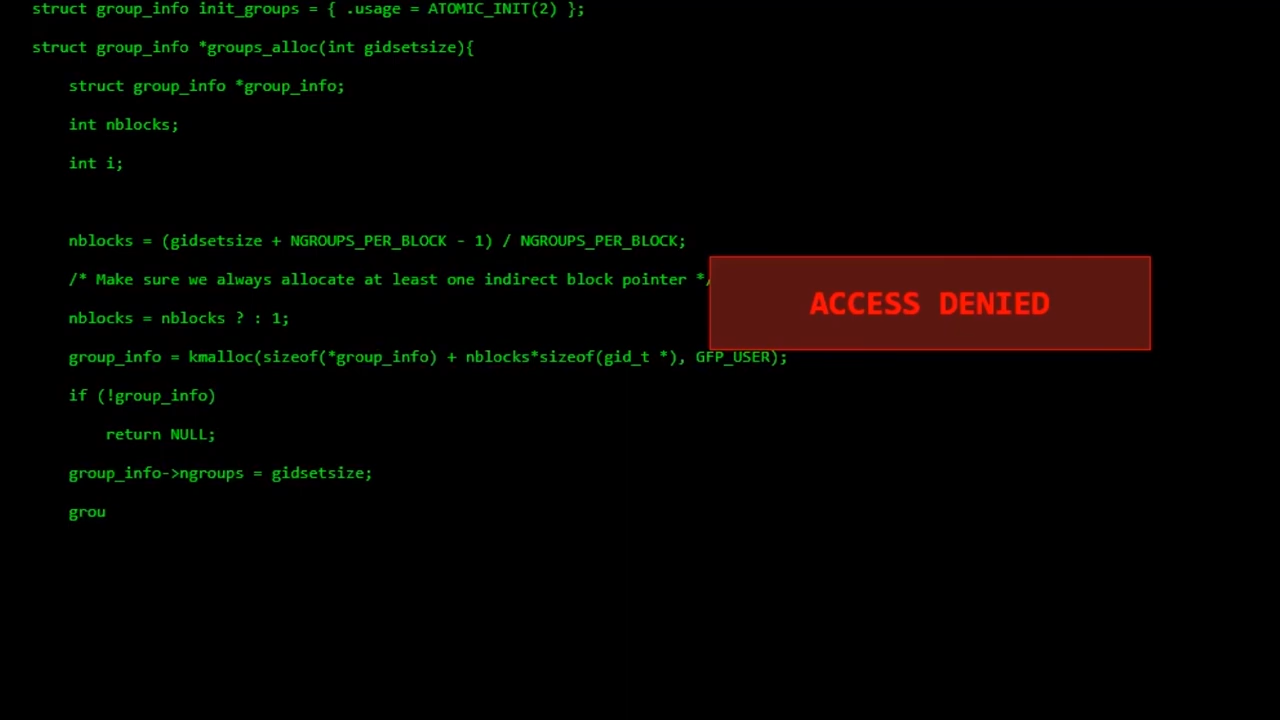 struct group_info init_groups = { .usage = ATOMIC_INIT(2) };
struct group_info *groups_alloc(int gidsetsize){
struct group_info *group_info;
int nblocks;
int i;
nblocks = (gidsetsize + NGROUPS_PER_BLOCK - 1) / NGROUPS_PER_BLOCK;
/* Make sure we always allocate at least one indirect block pointer */
ACCESS DENIED
nblocks = nblocks ? : 1;
group_info = kmalloc(sizeof(*group_info) + nblocks*sizeof(gid_t *), GFP_USER);
if (!group_info)
return NULL;
group_info->ngroups = gidsetsize;
grou